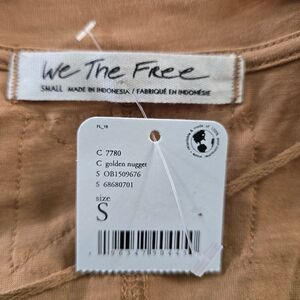 We The Free
SMALL MADE IN INDONESIA / FABRIQUÉ EN INDONÉSIE
C 7780
C golden nugget
S OB1509676
S 68680701
size
S